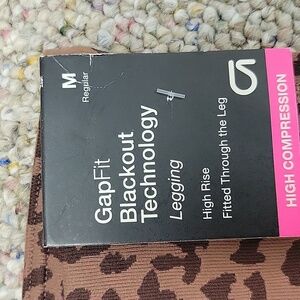 M
Regular
GapFit
Blackout
Technology
Legging
High Rise
Fitted Through the Leg
HIGH COMPRESSION